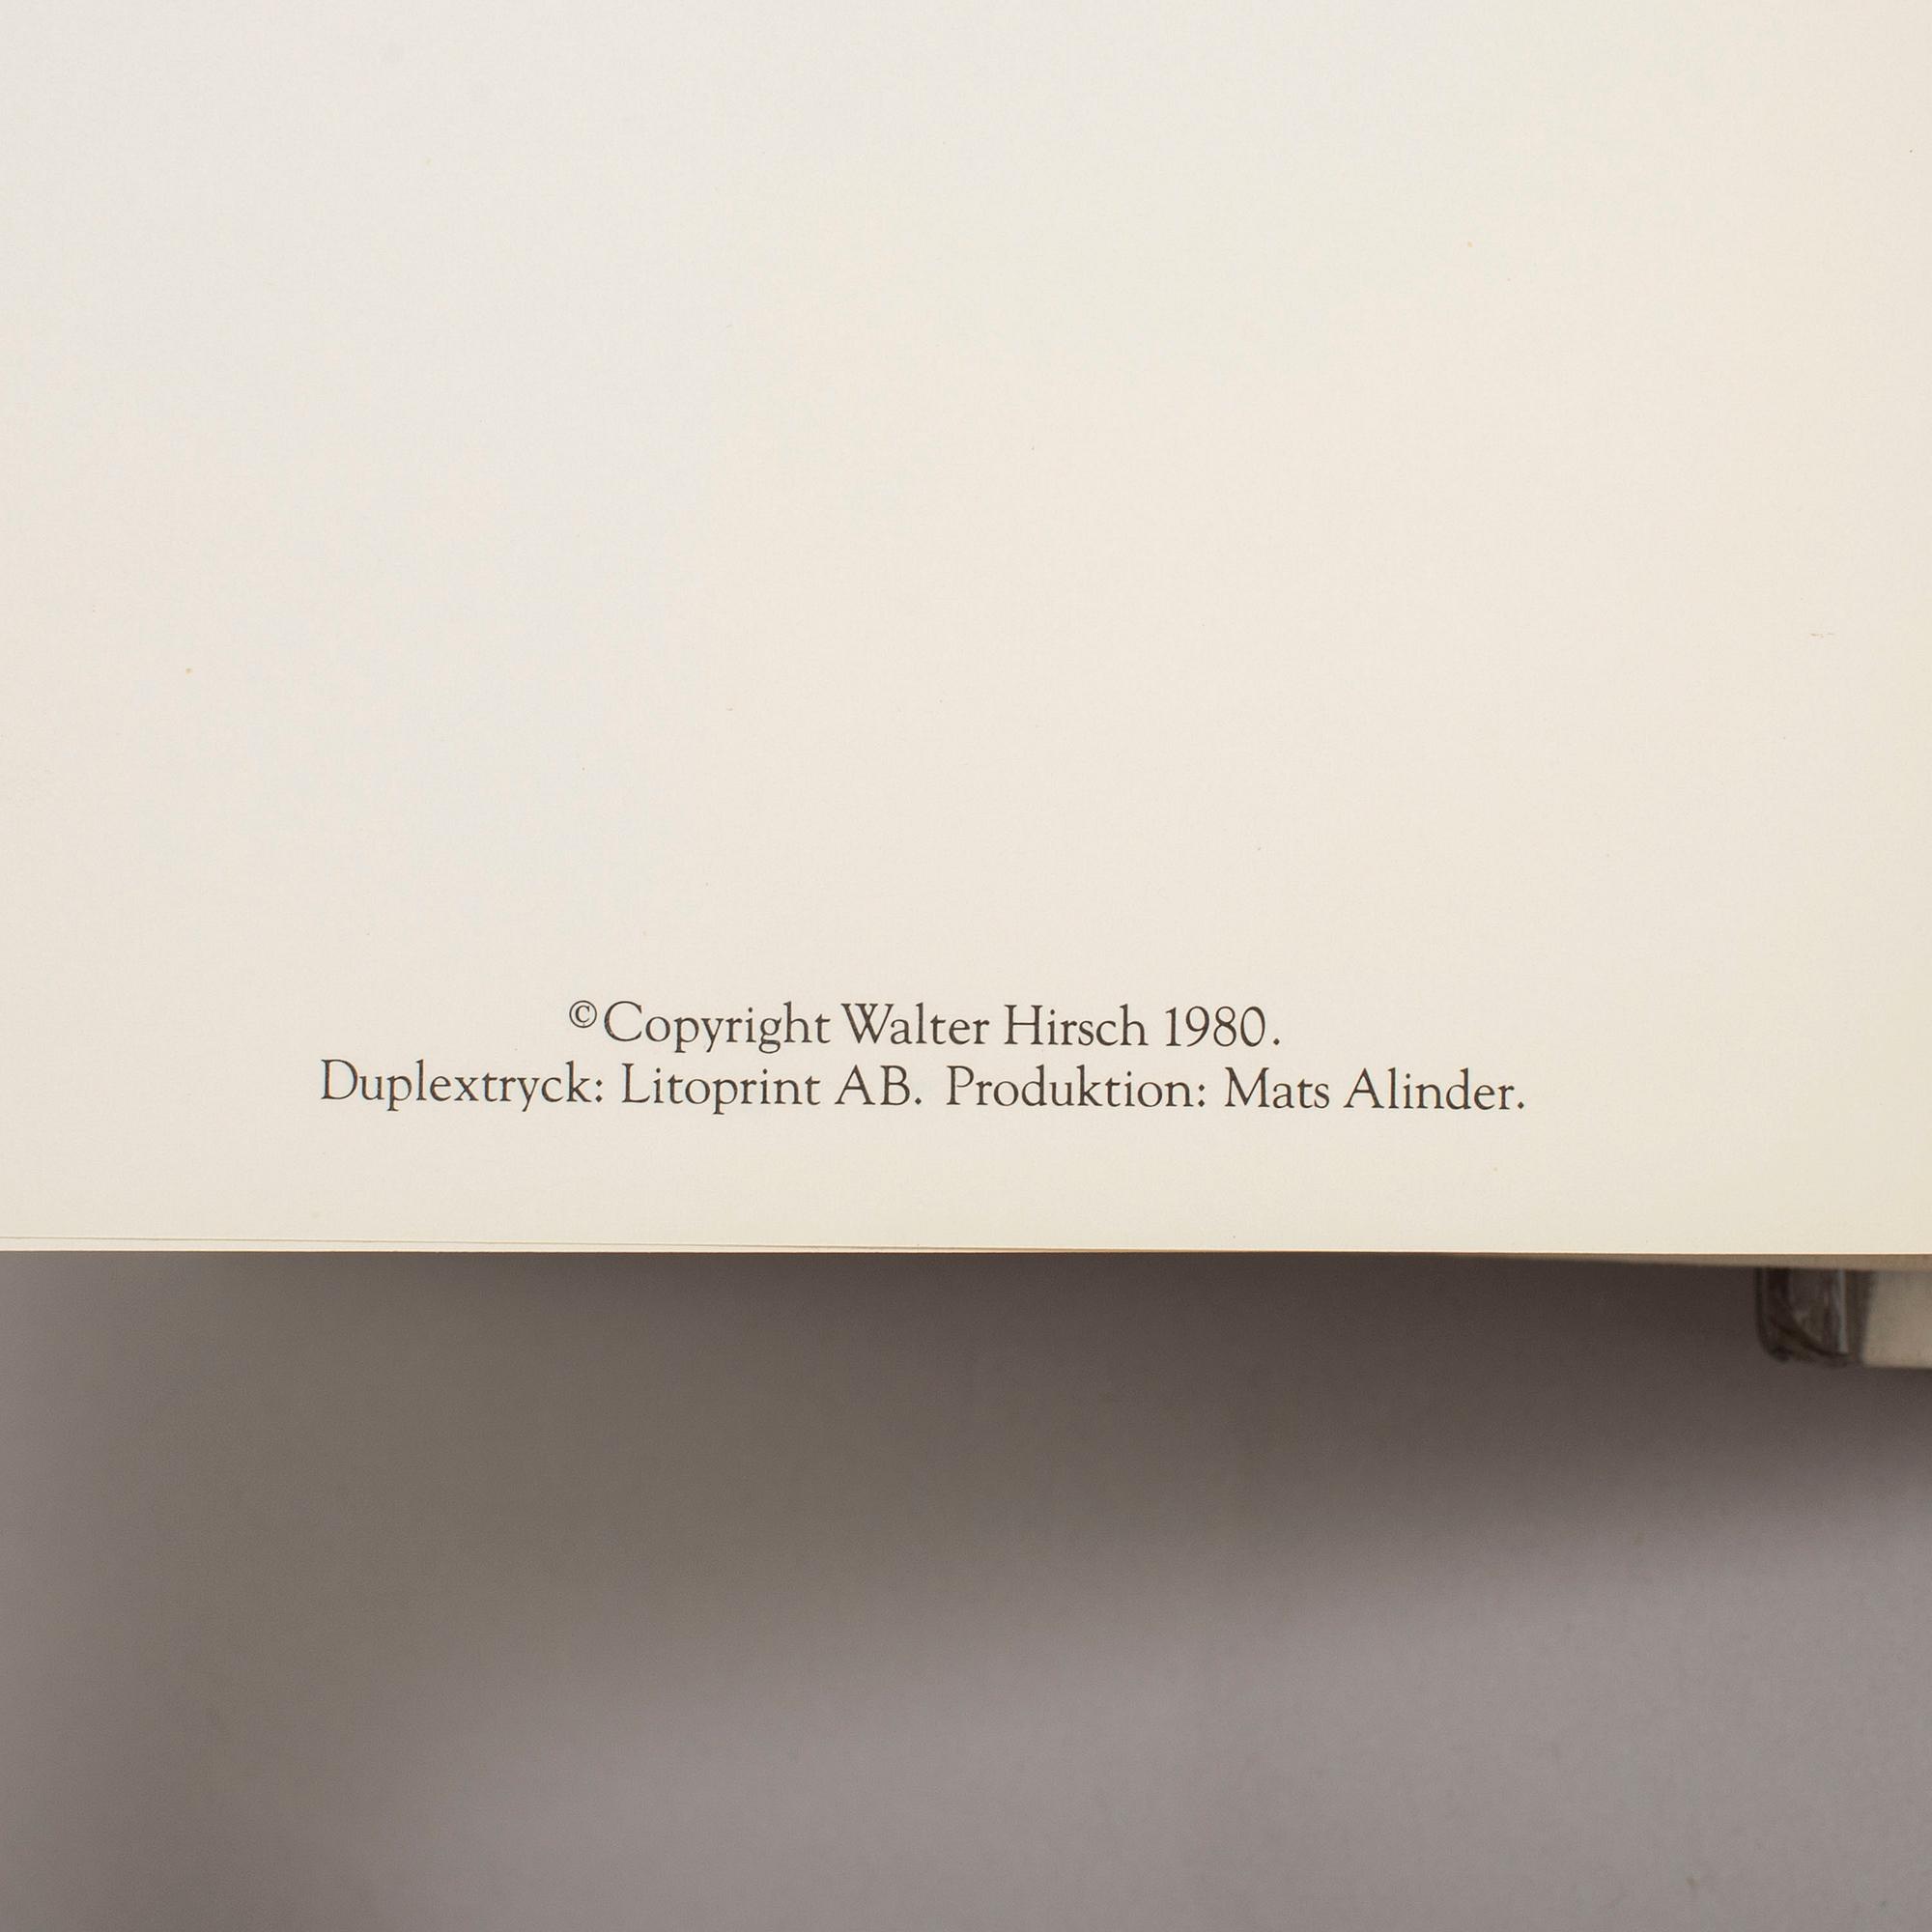 ©Copyright Walter Hirsch 1980.
Duplextryck: Litoprint AB. Produktion: Mats Alinder.